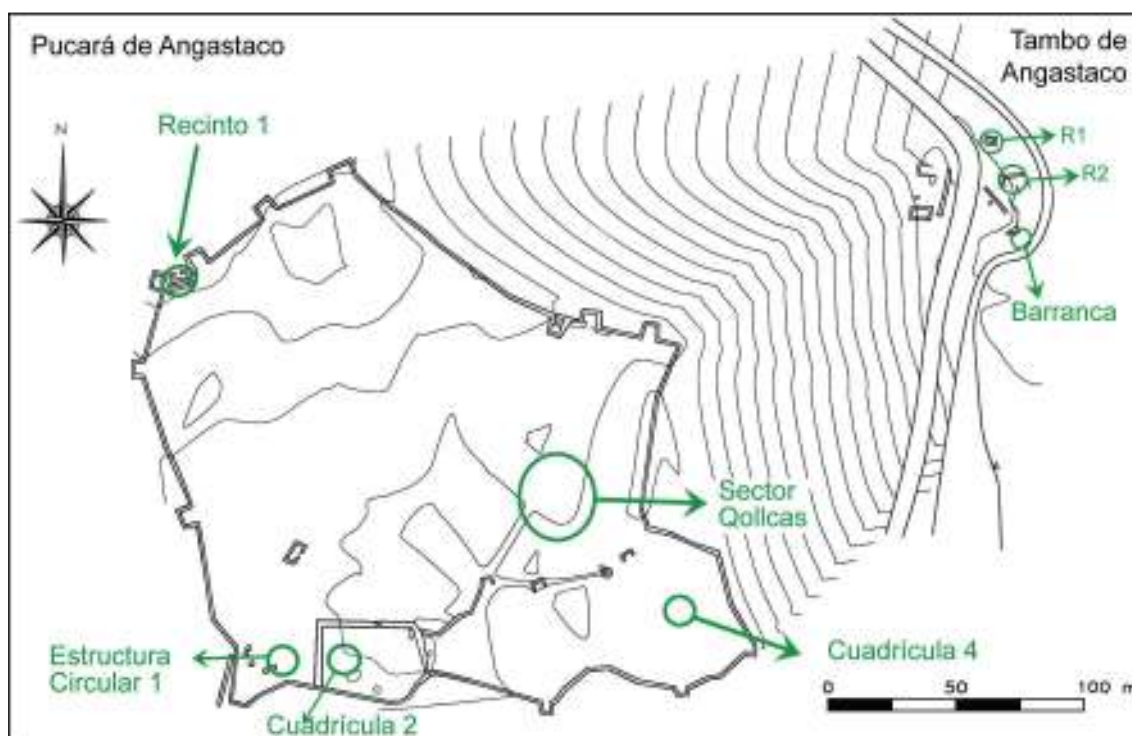 Pucará de Angastaco
Tambo de
Angastaco
N
Recinto 1
R1
R2
Barranca
Sector
Qollcas
Estructura
Circular 1
Cuadrícula 4
Cuadrícula 2
0 50 100 m